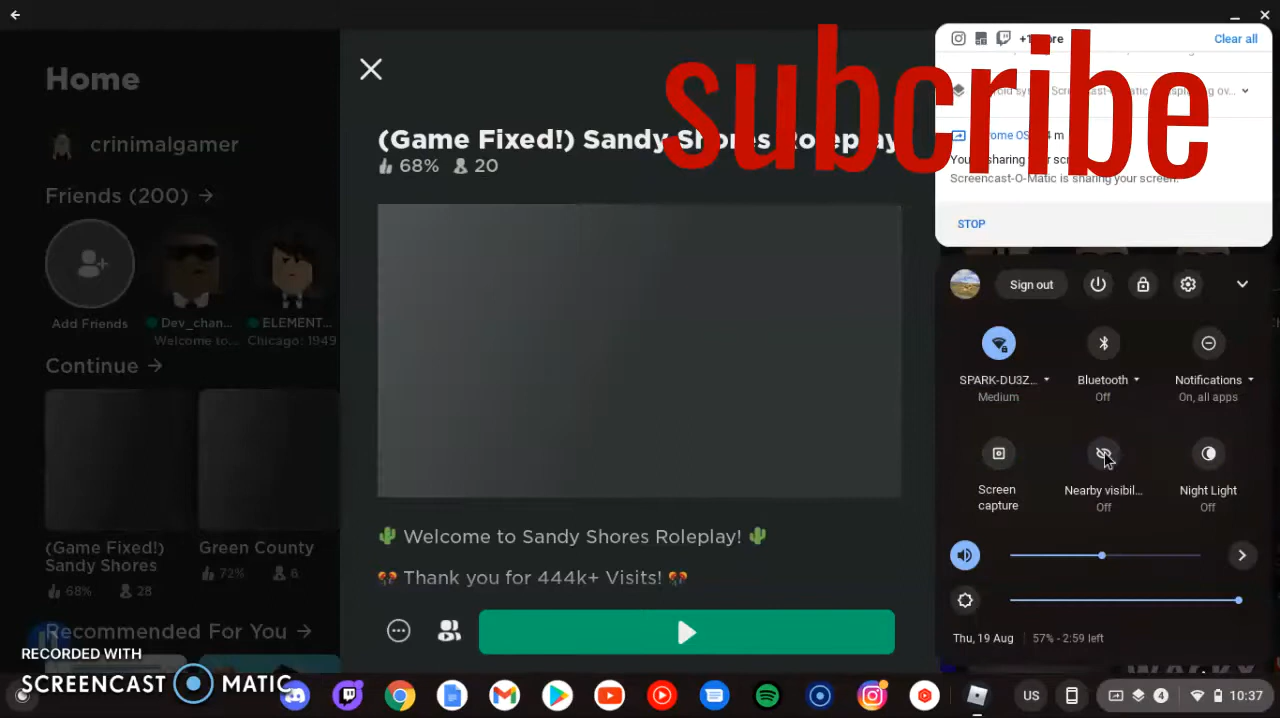 Home
crinimalgamer
Friends (200) →
Add Friends
Dev_chan...
Welcome to...
ELEMENT...
Chicago: 1949
Continue →
(Game Fixed!)
Sandy Shores
68% 28
Green County
72% 6
Recommended For You →
RECORDED WITH
SCREENCAST MATIC
(Game Fixed!) Sandy Shores Roleplay
68% 20
🌵 Welcome to Sandy Shores Roleplay! 🌵
Thank you for 444k+ Visits!
subcribe
Clear all
Screencast-O-Matic is sharing your screen.
STOP
Sign out
SPARK-DU3Z...
Medium
Bluetooth
Off
Notifications
On, all apps
Screen
capture
Nearby visibil...
Off
Night Light
Off
Thu, 19 Aug 57% - 2:59 left
US
4
10:37